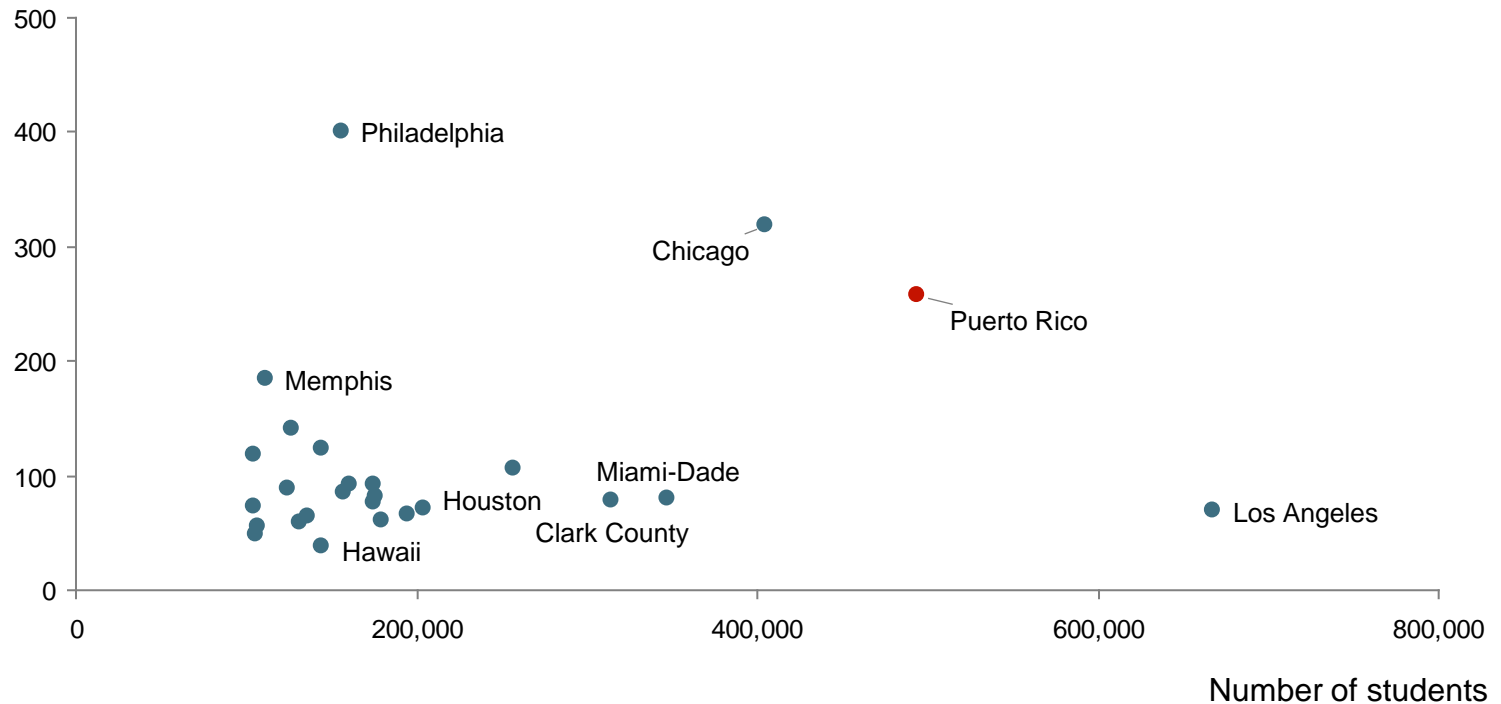 500
400
Philadelphia
300
Chicago
Puerto Rico
200
Memphis
100
Miami-Dade
Houston
Los Angeles
Clark County
Hawaii
0
0 200,000 400,000 600,000 800,000
Number of students